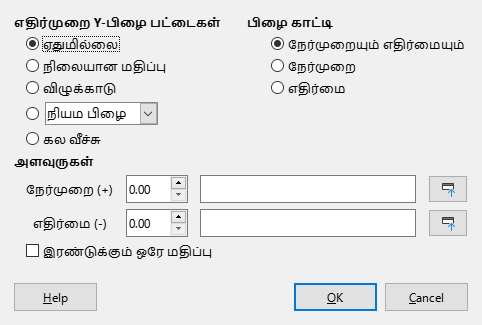 எதிர்முறை Y-பிழை பட்டைகள்
ஏதுமில்லை
நிலையான மதிப்பு
விழுக்காடு
நியம பிழை
கல வீச்சு
பிழை காட்டி
நேர்முறையும் எதிர்மையும்
நேர்முறை
எதிர்மை
அளவுருகள்
நேர்முறை (+) 0.00
எதிர்மை (-) 0.00
இரண்டுக்கும் ஒரே மதிப்பு
Help OK Cancel